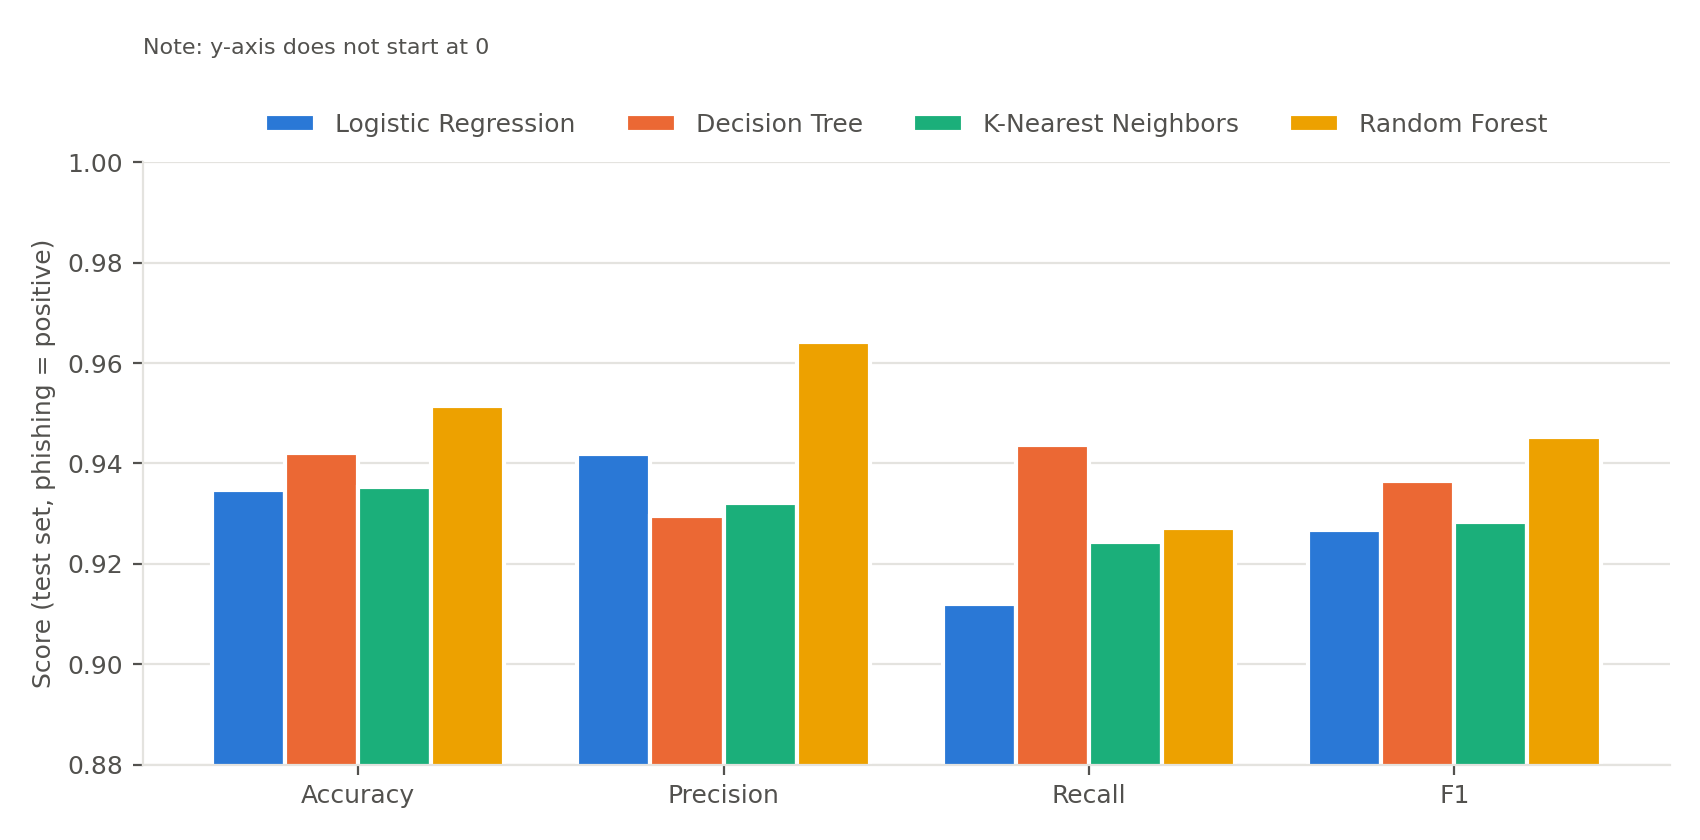 Note: y-axis does not start at 0
Logistic Regression
Decision Tree
K-Nearest Neighbors
Random Forest
Score (test set, phishing = positive)
1.00
0.98
0.96
0.94
0.92
0.90
0.88
Accuracy
Precision
Recall
F1